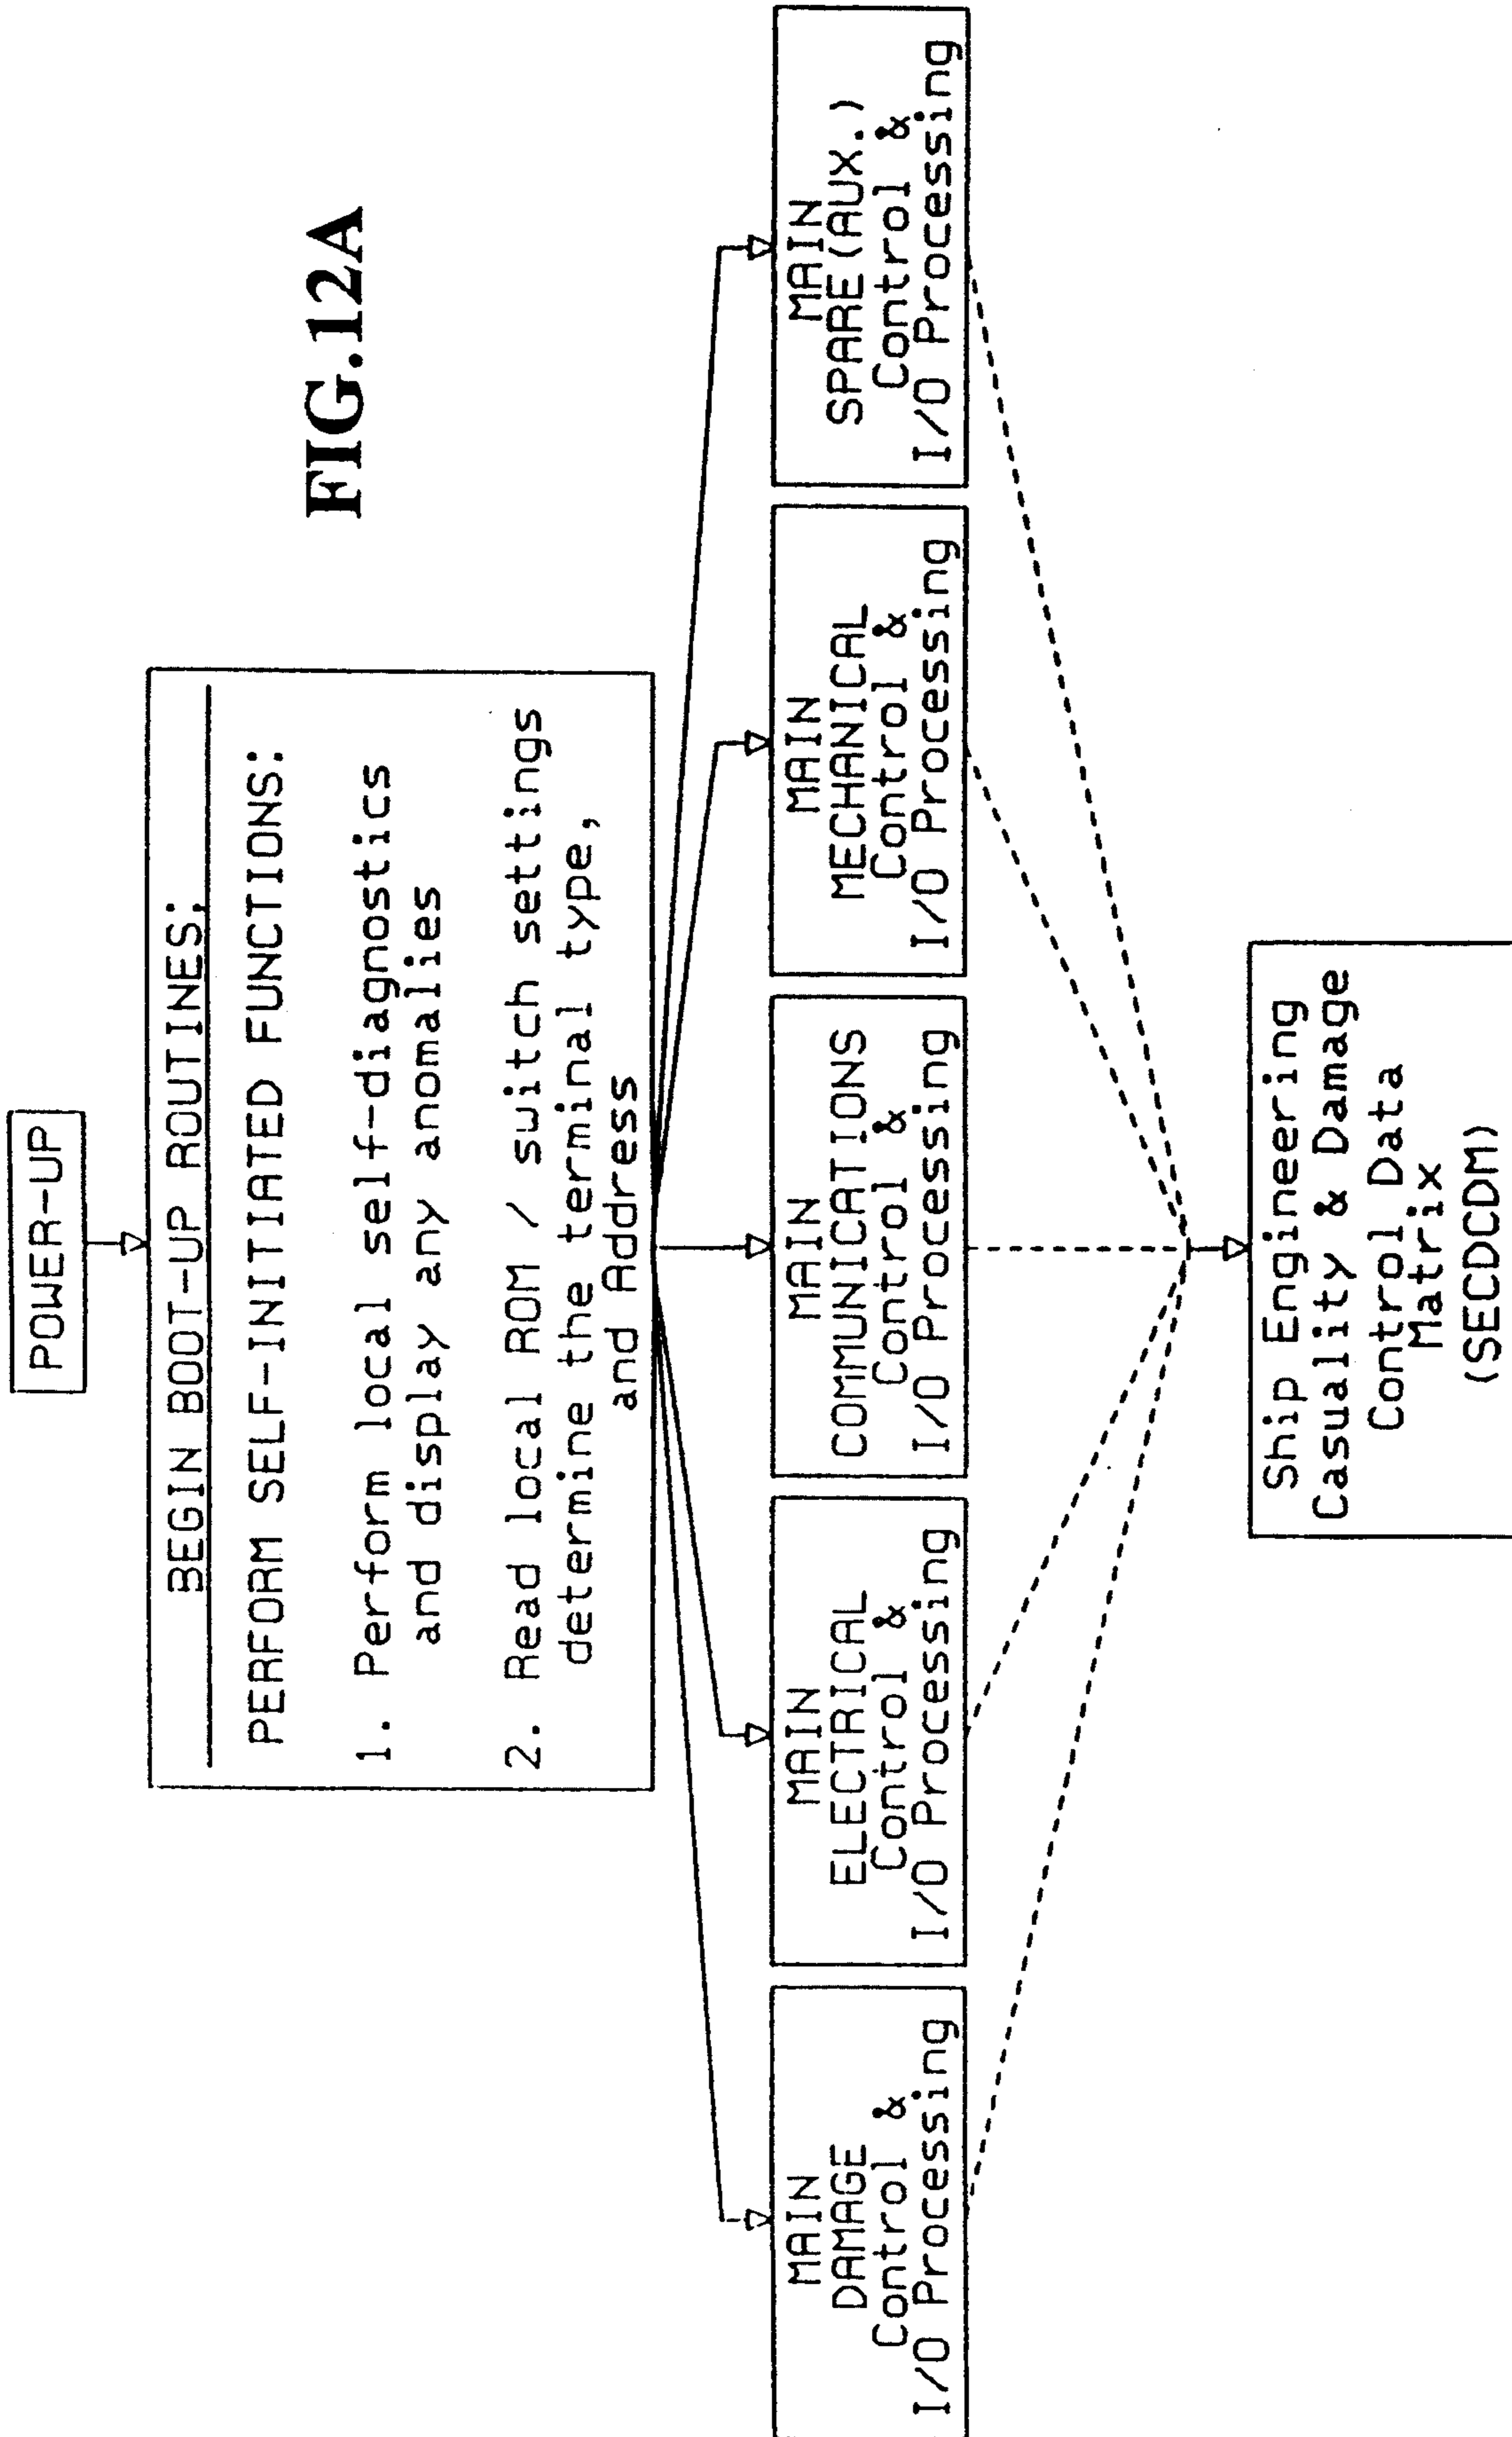 FIG.12A
POWER-UP
BEGIN BOOT-UP ROUTINES:
PERFORM SELF-INITIATED FUNCTIONS:
1. Perform local self-diagnostics
and display any anomalies
2. Read local ROM / switch settings
determine the terminal type,
and Address
MAIN
DAMAGE
Control &
I/O Processing
MAIN
ELECTRICAL
Control &
I/O Processing
MAIN
COMMUNICATIONS
Control &
I/O Processing
MAIN
MECHANICAL
Control &
I/O Processing
MAIN
SPARE(AUX.)
Control &
I/O Processing
Ship Engineering
Casuality & Damage
Control Data
Matrix
(SECDCDM)